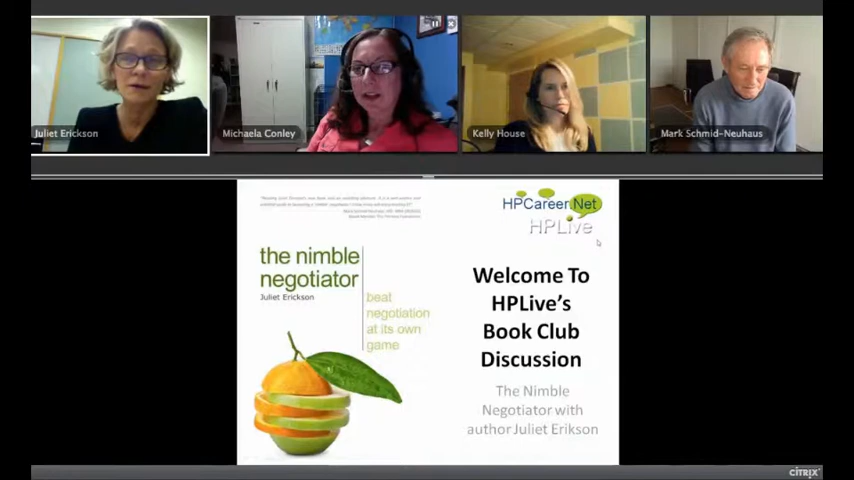 Juliet Erickson
Michaela Conley
Kelly House
Mark Schmid-Neuhaus
HPCareer.Net
HPLive
the nimble
negotiator
Juliet Erickson
beat
negotiation
at its own
game
Welcome To
HPLive's
Book Club
Discussion
The Nimble
Negotiator with
author Juliet Erikson
CITRIX